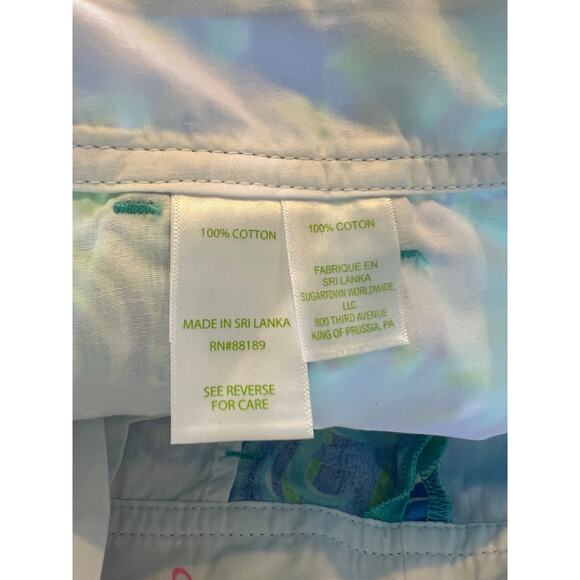 100% COTTON
MADE IN SRI LANKA
RN#88189
SEE REVERSE
FOR CARE
100% COTON
FABRIQUE EN
SRI LANKA
SUGARTOWN WORLDWIDE,
LLC
800 THIRD AVENUE
KING OF PRUSSIA, PA